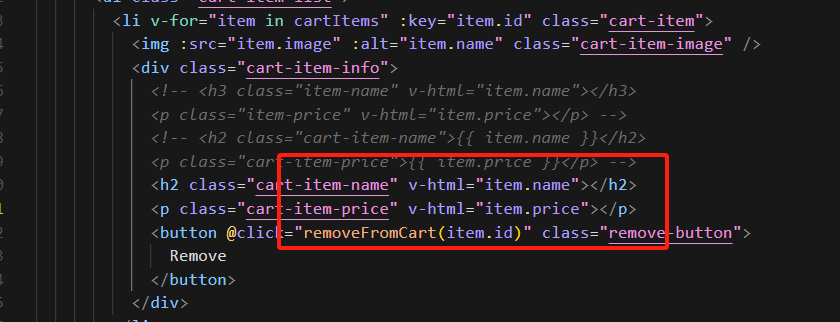 <li v-for="item in cartItems" :key="item.id" class="cart-item">
<img :src="item.image" :alt="item.name" class="cart-item-image" />
<div class="cart-item-info">
<!-- <h3 class="item-name" v-html="item.name"></h3>
<p class="item-price" v-html="item.price"></p> -->
<!-- <h2 class="cart-item-name">{{ item.name }}</h2>
<p class="cart-item-price">{{ item.price }}</p> -->
<h2 class="cart-item-name" v-html="item.name"></h2>
<p class="cart-item-price" v-html="item.price"></p>
<button @click="removeFromCart(item.id)" class="remove-button">
Remove
</button>
</div>